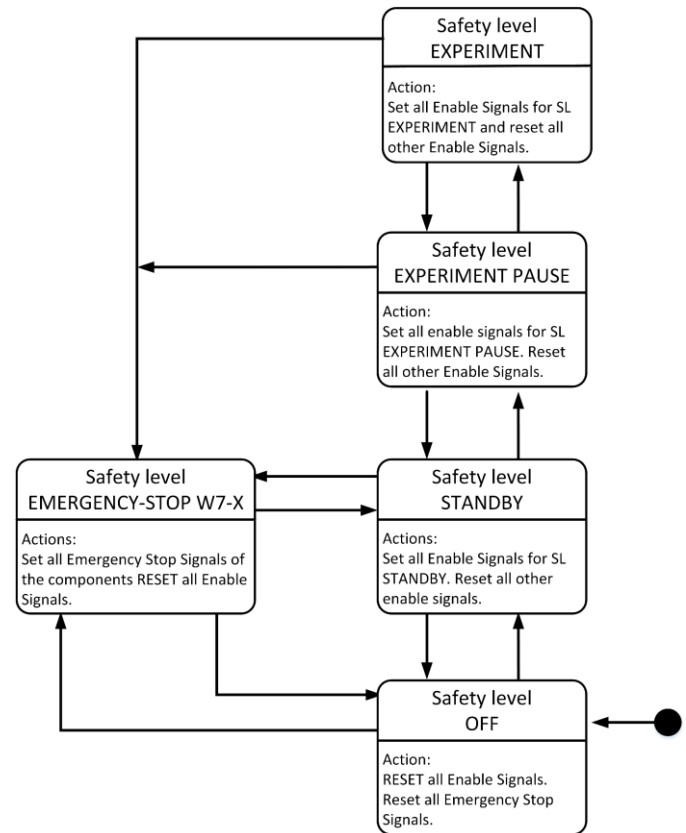 Safety level
EXPERIMENT
Action:
Set all Enable Signals for SL
EXPERIMENT and reset all
other Enable Signals.
Safety level
EXPERIMENT PAUSE
Action:
Set all enable signals for SL
EXPERIMENT PAUSE. Reset
all other Enable Signals.
Safety level
EMERGENCY-STOP W7-X
Actions:
Set all Emergency Stop Signals of
the components RESET all Enable
Signals.
Safety level
STANDBY
Actions:
Set all Enable Signals for SL
STANDBY. Reset all other
enable signals.
Safety level
OFF
Action:
RESET all Enable Signals.
Reset all Emergency Stop
Signals.